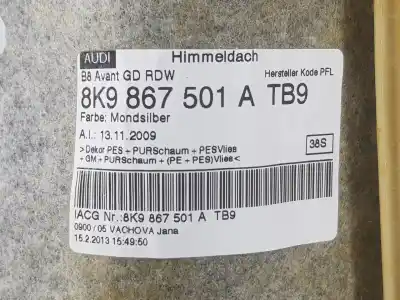 AUDI Himmeldach
B8 Avant GD RDW Hersteller Kode PFL
8K9 867 501 A TB9
Farbe: Mondsilber
A.I.: 13.11.2009
>Dekor PES + PURSchaum + PESVlies
+ GM + PURSchaum + (PE + PES)Vlies<
38S
IACG Nr.:8K9 867 501 A TB9
0900 / 05 VACHOVA Jana
15.2.2013 15:49:50